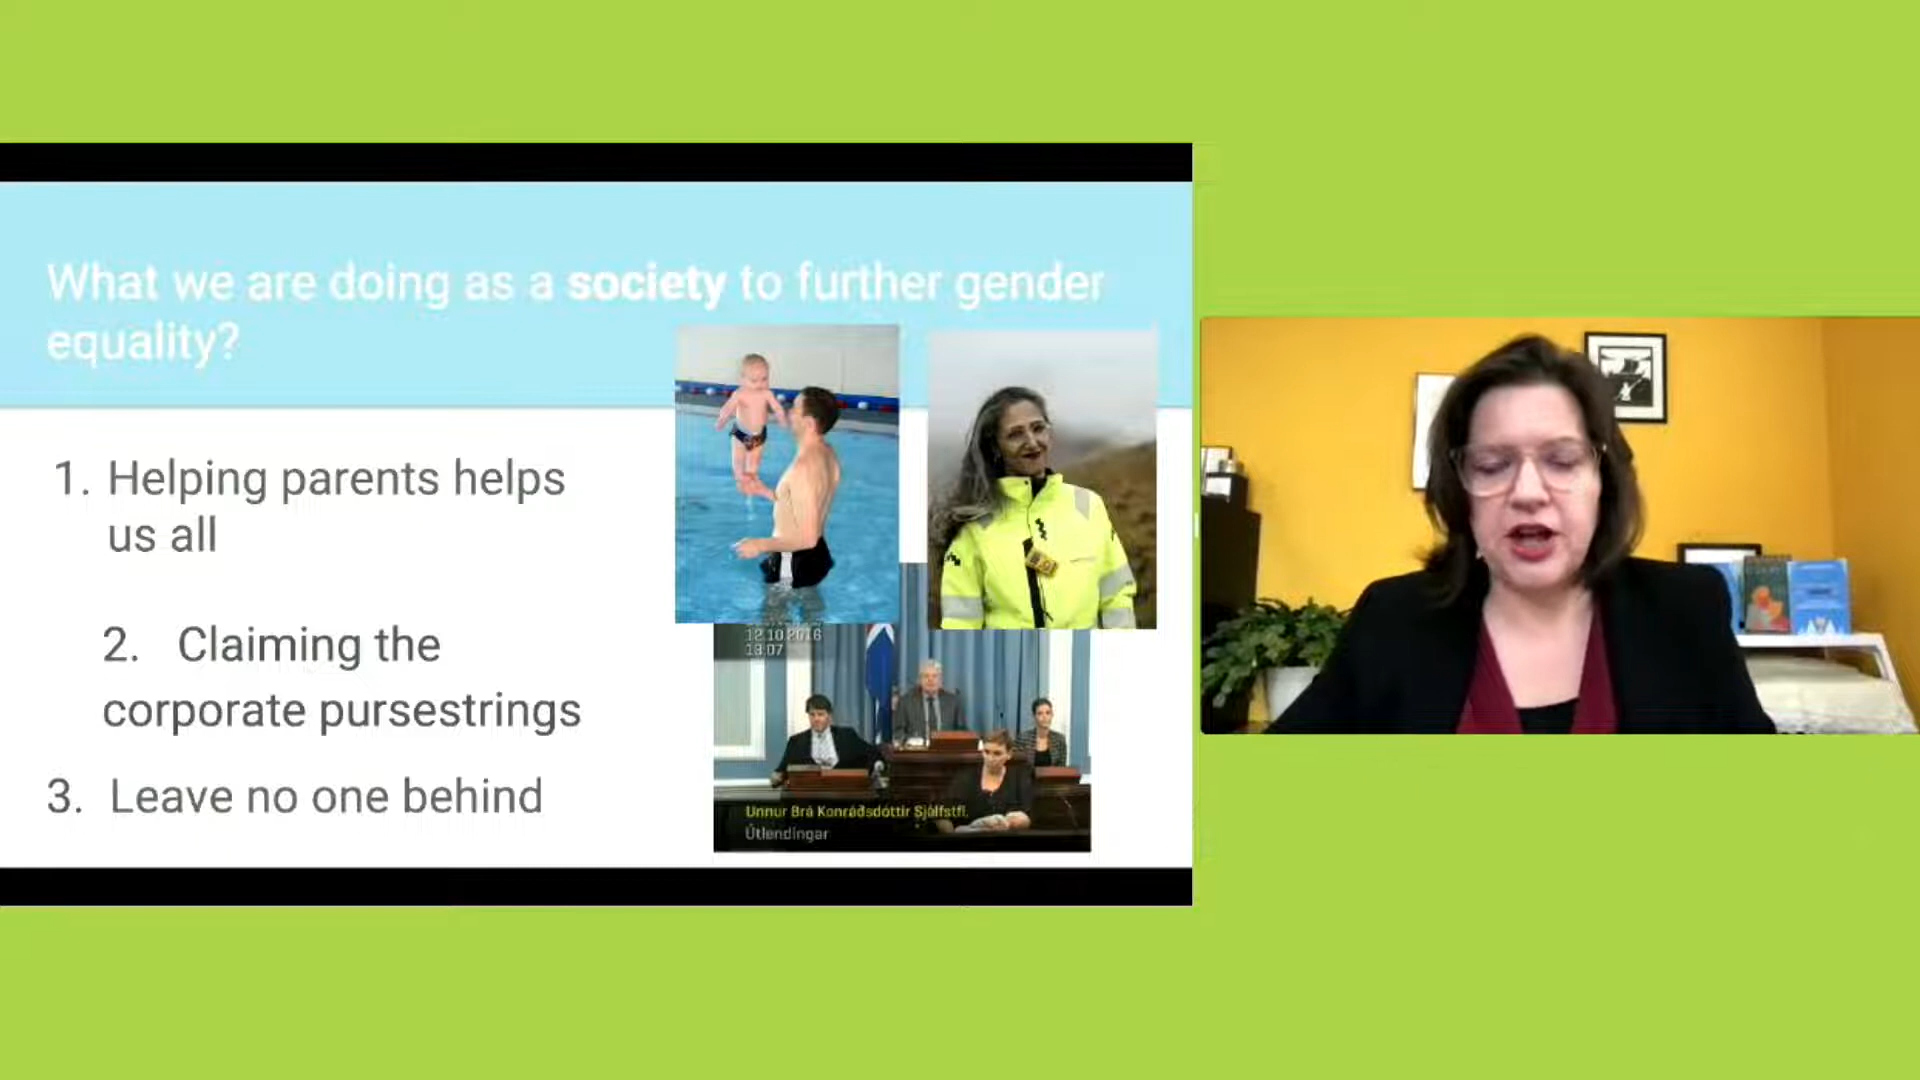 What we are doing as a society to further gender
equality?
1. Helping parents helps
us all
2. Claiming the
corporate pursestrings
3. Leave no one behind
12.10.2016
13:07
Unnur Brá Konráðsdóttir Sjálfstfl.
Útlendingar